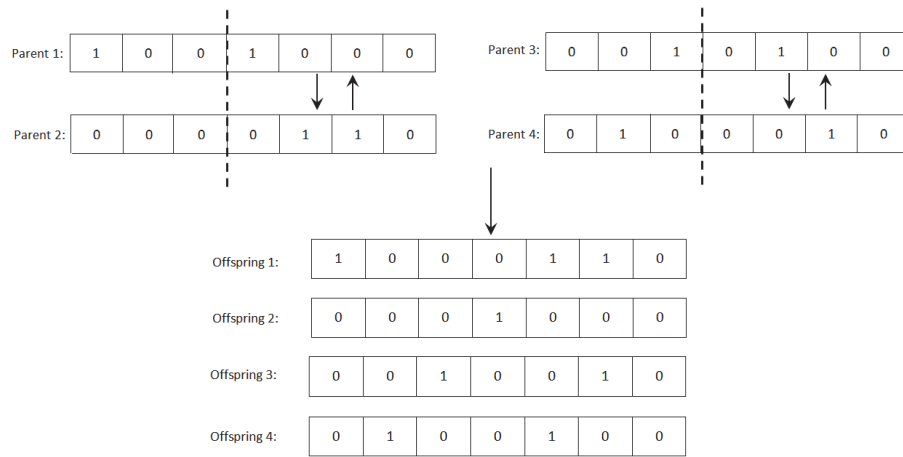 Parent 1: 1 0 0 1 0 0 0
Parent 2: 0 0 0 0 1 1 0
Parent 3: 0 0 1 0 1 0 0
Parent 4: 0 1 0 0 0 1 0
Offspring 1: 1 0 0 0 1 1 0
Offspring 2: 0 0 0 1 0 0 0
Offspring 3: 0 0 1 0 0 1 0
Offspring 4: 0 1 0 0 1 0 0